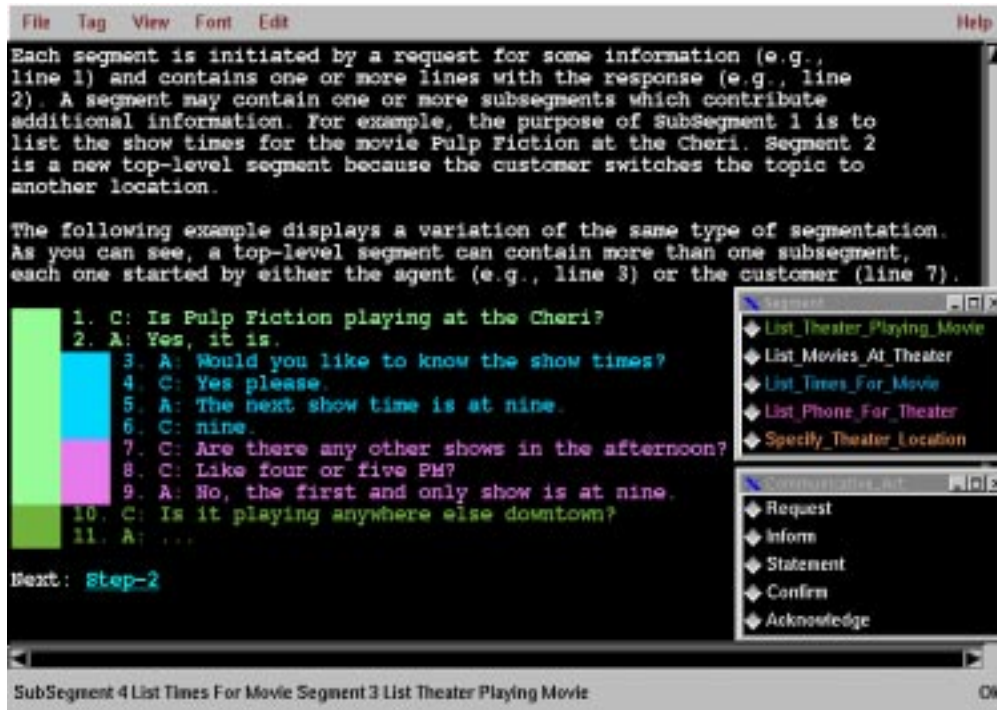 File Tag View Font Edit Help
Each segment is initiated by a request for some information (e.g.,
line 1) and contains one or more lines with the response (e.g., line
2). A segment may contain one or more subsegments which contribute
additional information. For example, the purpose of SubSegment 1 is to
list the show times for the movie Pulp Fiction at the Cheri. Segment 2
is a new top-level segment because the customer switches the topic to
another location.
The following example displays a variation of the same type of segmentation.
As you can see, a top-level segment can contain more than one subsegment,
each one started by either the agent (e.g., line 3) or the customer (line 7).
1. C: Is Pulp Fiction playing at the Cheri?
2. A: Yes, it is.
3. A: Would you like to know the show times?
4. C: Yes please.
5. A: The next show time is at nine.
6. C: nine.
7. C: Are there any other shows in the afternoon?
8. C: Like four or five PM?
9. A: No, the first and only show is at nine.
10. C: Is it playing anywhere else downtown?
11. A: ...
Next: Step-2
Segment
List_Theater_Playing_Movie
List_Movies_At_Theater
List_Times_For_Movie
List_Phone_For_Theater
Specify_Theater_Location
Communicative_Act
Request
Inform
Statement
Confirm
Acknowledge
SubSegment 4 List Times For Movie Segment 3 List Theater Playing Movie